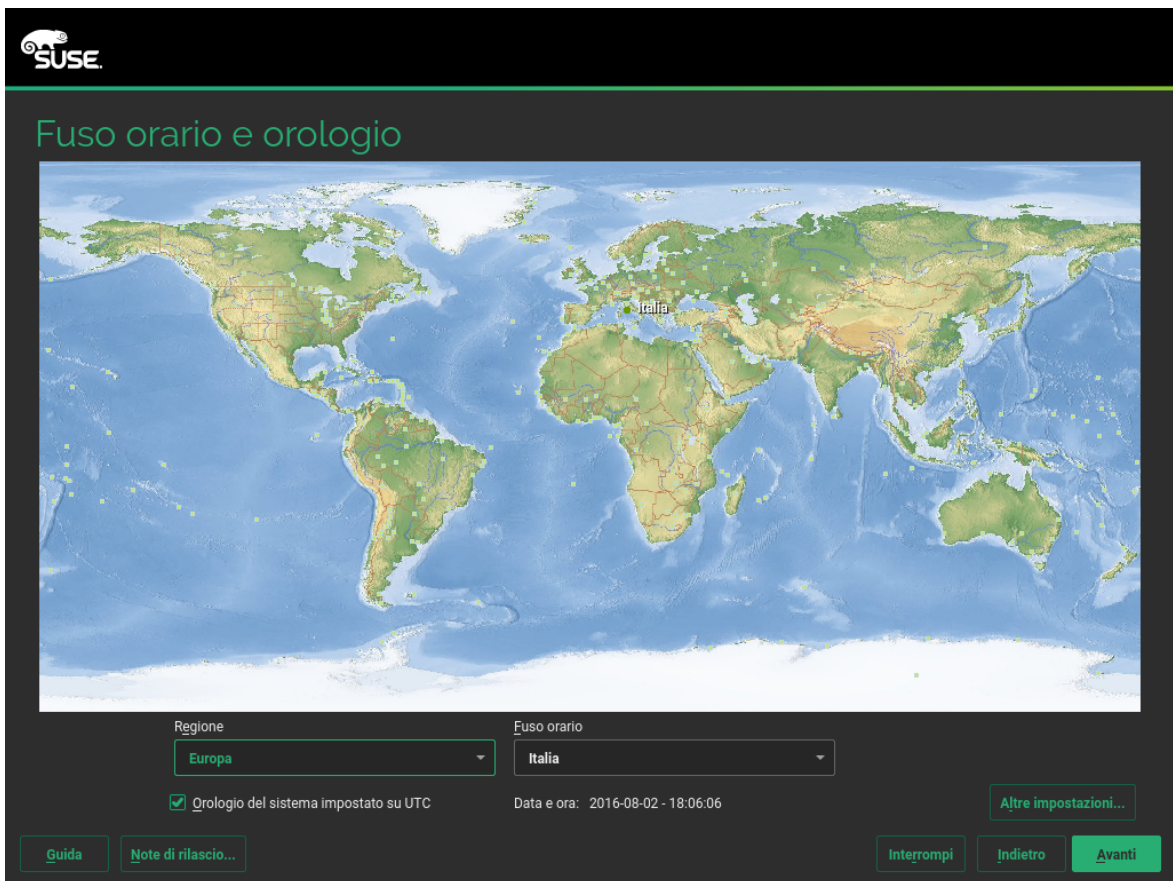 SUSE.
Fuso orario e orologio
Italia
Regione
Fuso orario
Europa
Italia
Orologio del sistema impostato su UTC
Data e ora: 2016-08-02 - 18:06:06
Altre impostazioni...
Guida
Note di rilascio...
Interrompi
Indietro
Avanti